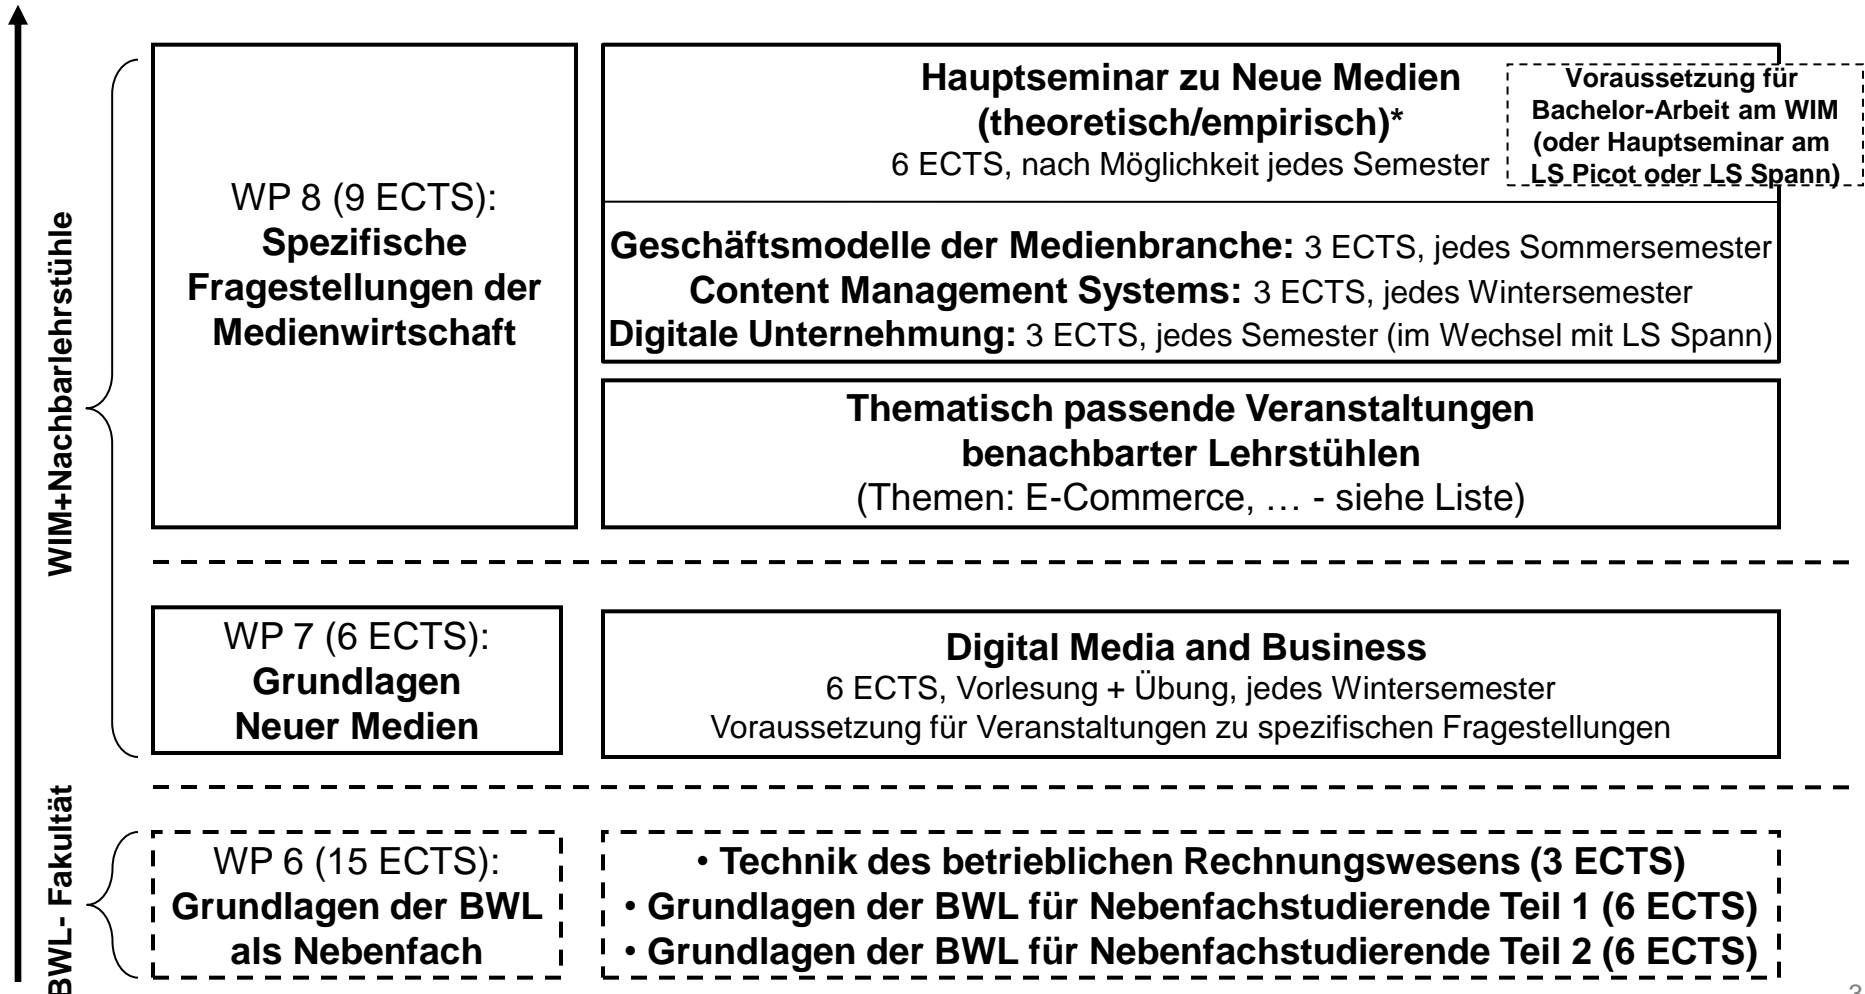 WIM+Nachbarlehrstühle
WP 8 (9 ECTS):
Spezifische
Fragestellungen der
Medienwirtschaft
Hauptseminar zu Neue Medien
(theoretisch/empirisch)*
6 ECTS, nach Möglichkeit jedes Semester
Voraussetzung für
Bachelor-Arbeit am WIM
(oder Hauptseminar am
LS Picot oder LS Spann)
Geschäftsmodelle der Medienbranche: 3 ECTS, jedes Sommersemester
Content Management Systems: 3 ECTS, jedes Wintersemester
Digitale Unternehmung: 3 ECTS, jedes Semester (im Wechsel mit LS Spann)
Thematisch passende Veranstaltungen
benachbarter Lehrstühlen
(Themen: E-Commerce, … - siehe Liste)
WP 7 (6 ECTS):
Grundlagen
Neuer Medien
Digital Media and Business
6 ECTS, Vorlesung + Übung, jedes Wintersemester
Voraussetzung für Veranstaltungen zu spezifischen Fragestellungen
BWL- Fakultät
WP 6 (15 ECTS):
Grundlagen der BWL
als Nebenfach
• Technik des betrieblichen Rechnungswesens (3 ECTS)
• Grundlagen der BWL für Nebenfachstudierende Teil 1 (6 ECTS)
• Grundlagen der BWL für Nebenfachstudierende Teil 2 (6 ECTS)
3